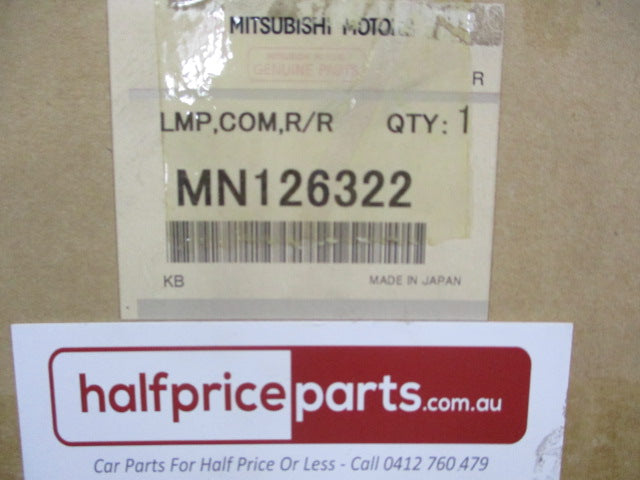 MITSUBISHI MOTORS
GENUINE PARTS
R
LMP,COM,R/R QTY: 1
MN126322
KB MADE IN JAPAN
halfpriceparts.com.au
Car Parts For Half Price Or Less - Call 0412 760 479